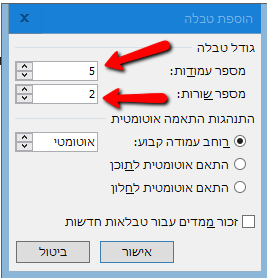 הוספת טבלה
גודל טבלה
מספר עמודות: 5
מספר שורות: 2
התנהגות התאמה אוטומטית
רוחב עמודה קבוע: אוטומטי
התאם אוטומטית לתוכן
התאם אוטומטית לחלון
זכור ממדים עבור טבלאות חדשות
אישור ביטול